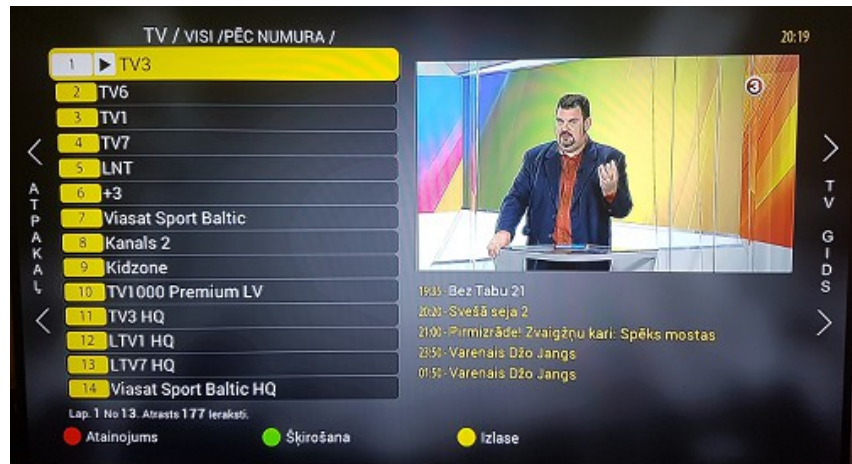 TV / VISI /PĒC NUMURA /
20:19
1 TV3
2 TV6
3 TV1
4 TV7
5 LNT
6 +3
7 Viasat Sport Baltic
8 Kanals 2
9 Kidzone
10 TV1000 Premium LV
11 TV3 HQ
12 LTV1 HQ
13 LTV7 HQ
14 Viasat Sport Baltic HQ
Lap. 1 No 13. Atrasts 177 Ieraksti.
Atainojums
Šķirošana
Izlase
ATPAKAĻ
3
19:35 - Bez Tabu 21
20:20 - Svešā seja 2
21:00 - Pirmizrāde! Zvaigžņu kari: Spēks mostas
23:50 - Varenais Džo Jangs
01:50 - Varenais Džo Jangs
TV GIDS